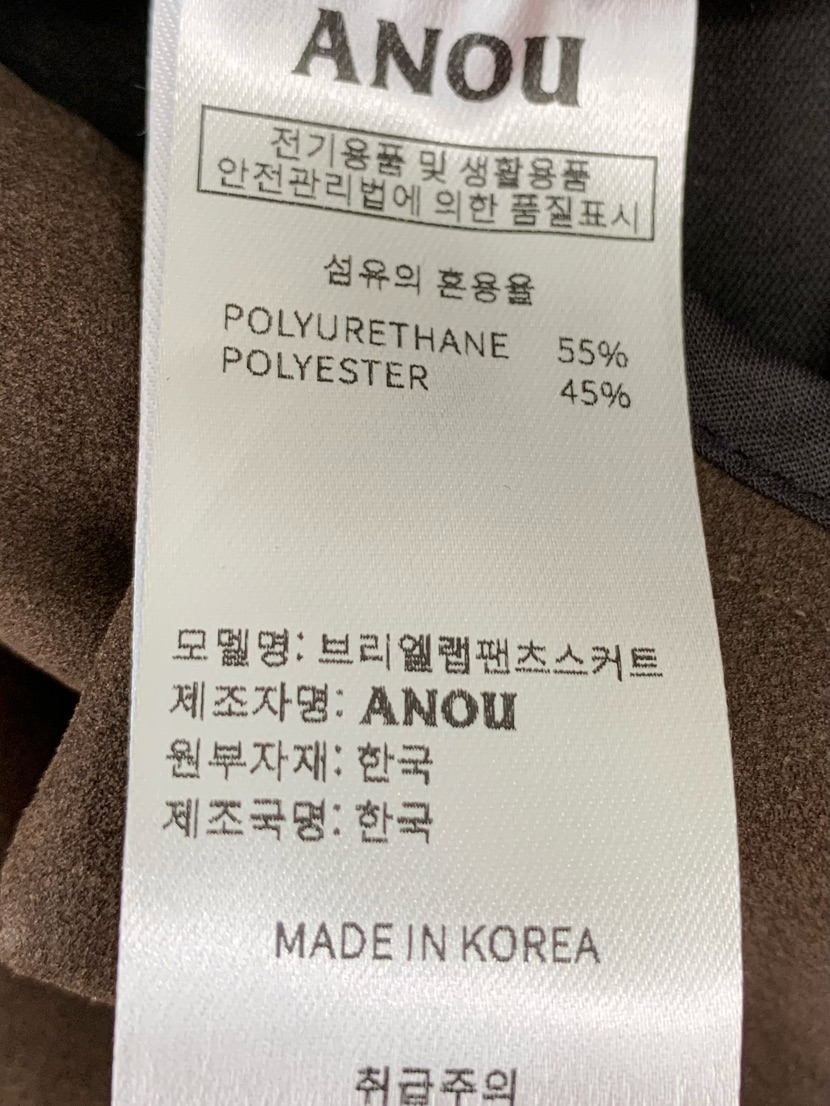 ANOU
전기용품 및 생활용품
안전관리법에 의한 품질표시
섬유의 혼용율
POLYURETHANE 55%
POLYESTER 45%
모델명: 브리엘랩팬츠스커트
제조자명: ANOU
원부자재: 한국
제조국명: 한국
MADE IN KOREA
취급주의